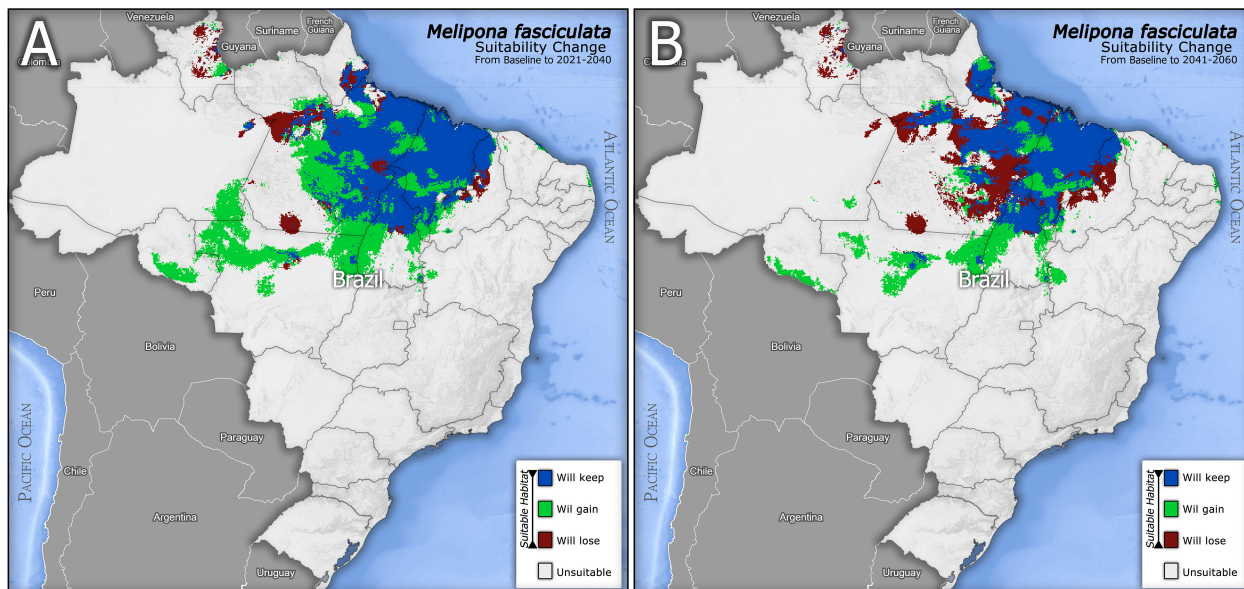 A
Melipona fasciculata
Suitability Change
From Baseline to 2021-2040
Venezuela
Colombia
Guyana
Suriname
French
Guiana
ATLANTIC OCEAN
Brazil
Peru
Bolivia
Paraguay
Chile
Argentina
Uruguay
PACIFIC OCEAN
Suitable Habitat
Will keep
Wil gain
Will lose
Unsuitable
B
Melipona fasciculata
Suitability Change
From Baseline to 2041-2060
Venezuela
Colombia
Guyana
Suriname
French
Guiana
ATLANTIC OCEAN
Brazil
Peru
Bolivia
Paraguay
Chile
Argentina
Uruguay
PACIFIC OCEAN
Suitable Habitat
Will keep
Will gain
Will lose
Unsuitable